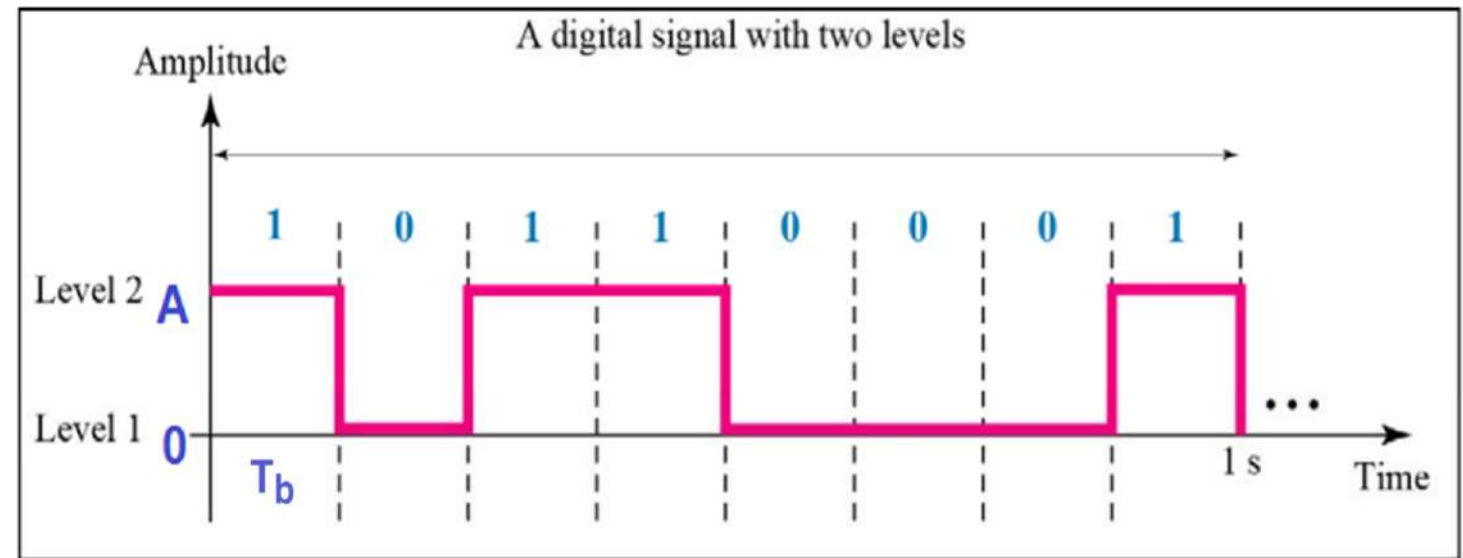 A digital signal with two levels
Amplitude
1 0 1 1 0 0 0 1
Level 2 A
...
Level 1 0
1 s
Tb
Time